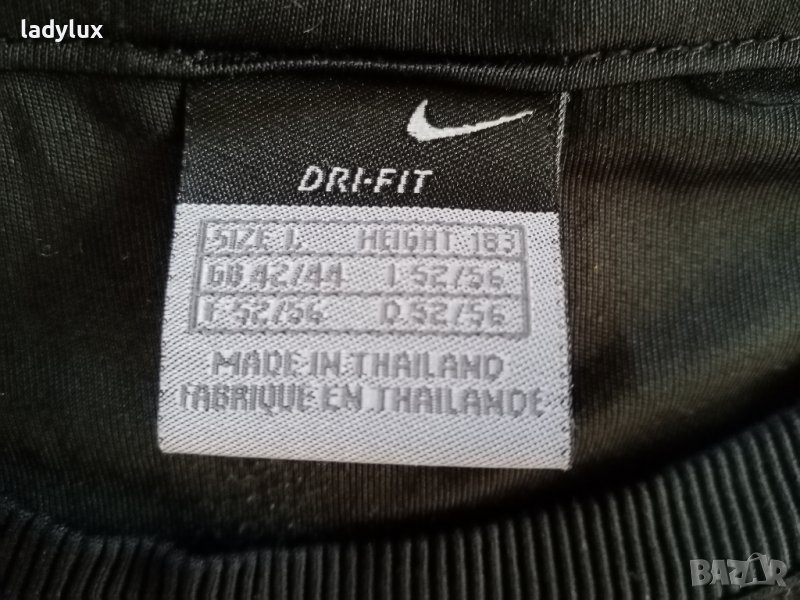 ladylux
DRI-FIT
SIZE L HEIGHT 183
GB 42/44 I 52/56
F 52/56 D 52/56
MADE IN THAILAND
FABRIQUE EN THAILANDE
BAZAR